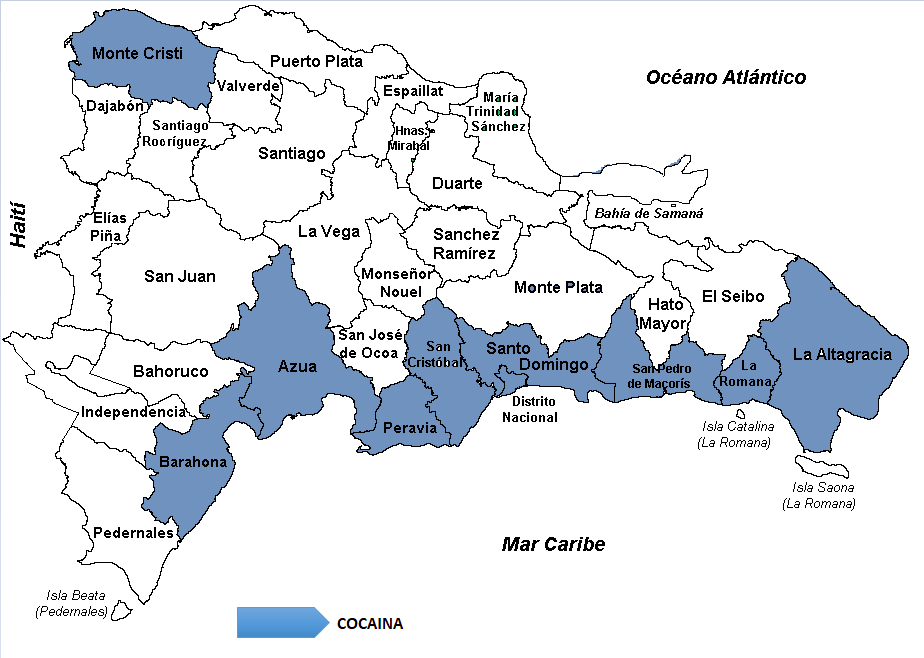 Monte Cristi
Puerto Plata
Océano Atlántico
Valverde
Espaillat
María
Trinidad
Sánchez
Dajabón
Santiago
Rocríguez
Hnas.
Mirabál
Santiago
Duarte
Haití
Elías
Piña
Bahía de Samaná
La Vega
Sanchez
Ramírez
San Juan
Monseñor
Nouel
Monte Plata
Hato
Mayor
El Seibo
San José
de Ocoa
San
Cristóbal
Santo
Domingo
La Altagracia
Azua
Bahoruco
San Pedro
de Macorís
La
Romana
Independencia
Distrito
Nacional
Peravia
Isla Catalina
(La Romana)
Barahona
Isla Saona
(La Romana)
Pedernales
Mar Caribe
Isla Beata
(Pedernales)
COCAINA